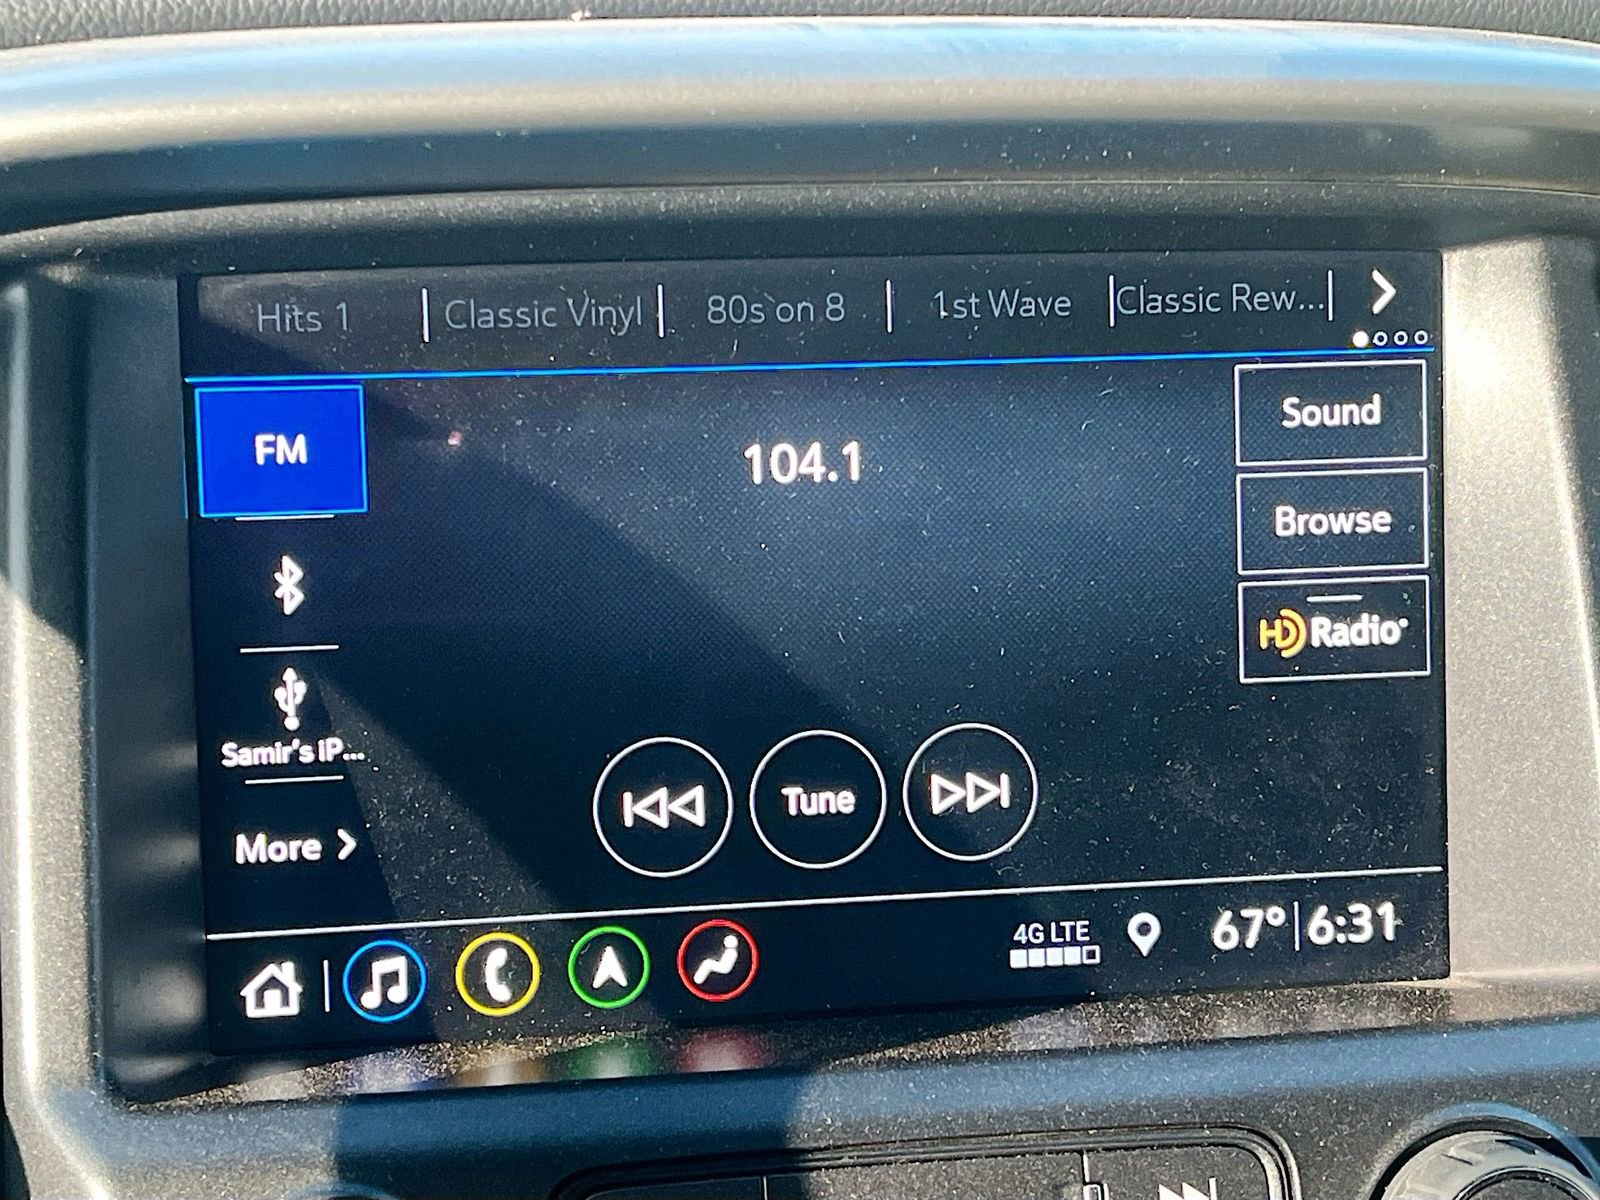 Hits 1 | Classic Vinyl | 80s on 8 | 1st Wave | Classic Rew...|
FM
104.1
Sound
Browse
HD Radio
Samir's iP...
Tune
More >
4G LTE
67° | 6:31